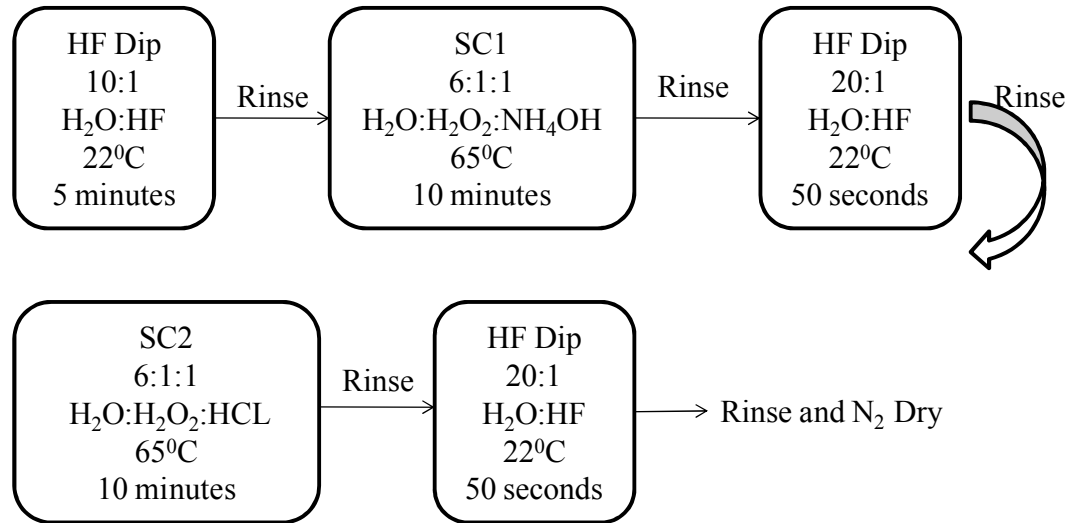 HF Dip
10:1
H₂O:HF
22⁰C
5 minutes
Rinse
SC1
6:1:1
H₂O:H₂O₂:NH₄OH
65⁰C
10 minutes
Rinse
HF Dip
20:1
H₂O:HF
22⁰C
50 seconds
Rinse
SC2
6:1:1
H₂O:H₂O₂:HCL
65⁰C
10 minutes
Rinse
HF Dip
20:1
H₂O:HF
22⁰C
50 seconds
Rinse and N₂ Dry